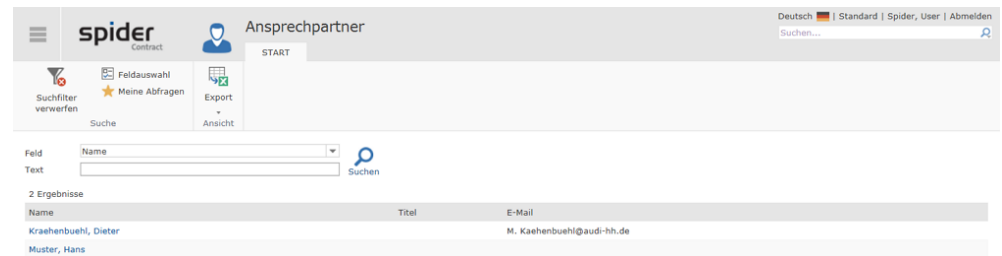 Deutsch | Standard | Spider, User | Abmelden
spider
Contract
Ansprechpartner
Suchen...
START
Suchfilter
verwerfen
Feldauswahl
Meine Abfragen
Export
Suche
Ansicht
Feld
Name
Text
Suchen
2 Ergebnisse
Name Titel E-Mail
Kraehenbuehl, Dieter M. Kaehenbuehl@audi-hh.de
Muster, Hans